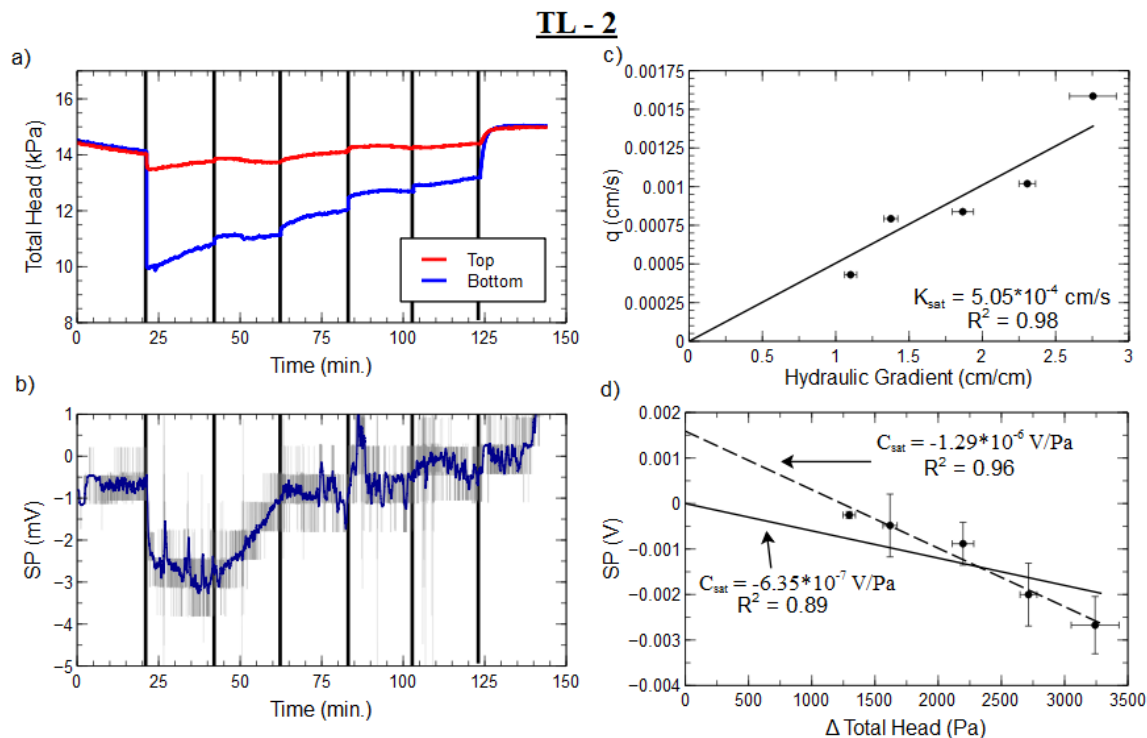 TL - 2
a)
Total Head (kPa)
16
14
12
10
8
0 25 50 75 100 125 150
Time (min.)
Top
Bottom
b)
SP (mV)
1
0
−1
−2
−3
−4
−5
0 25 50 75 100 125 150
Time (min.)
c)
q (cm/s)
0.00175
0.0015
0.00125
0.001
0.00075
0.0005
0.00025
0
0 0.5 1 1.5 2 2.5 3
Hydraulic Gradient (cm/cm)
Ksat = 5.05*10-4 cm/s
R2 = 0.98
d)
SP (V)
0.002
0.001
0
−0.001
−0.002
−0.003
−0.004
0 500 1000 1500 2000 2500 3000 3500
Δ Total Head (Pa)
Csat = -1.29*10-6 V/Pa
R2 = 0.96
Csat = -6.35*10-7 V/Pa
R2 = 0.89